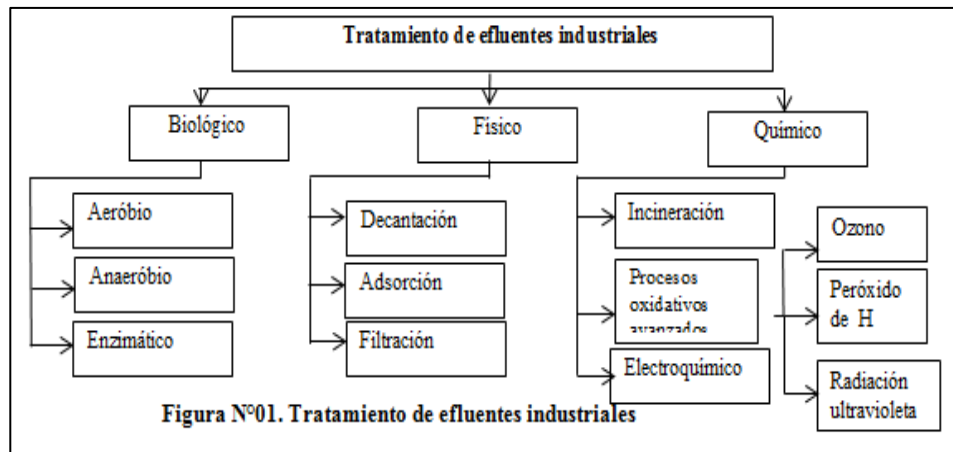 Tratamiento de efluentes industriales
Biológico
Físico
Químico
Aeróbio
Anaeróbio
Enzimático
Decantación
Adsorción
Filtración
Incineración
Procesos
oxidativos
avanzados
Electroquímico
Ozono
Peróxido
de H
Radiación
ultravioleta
Figura N°01. Tratamiento de efluentes industriales